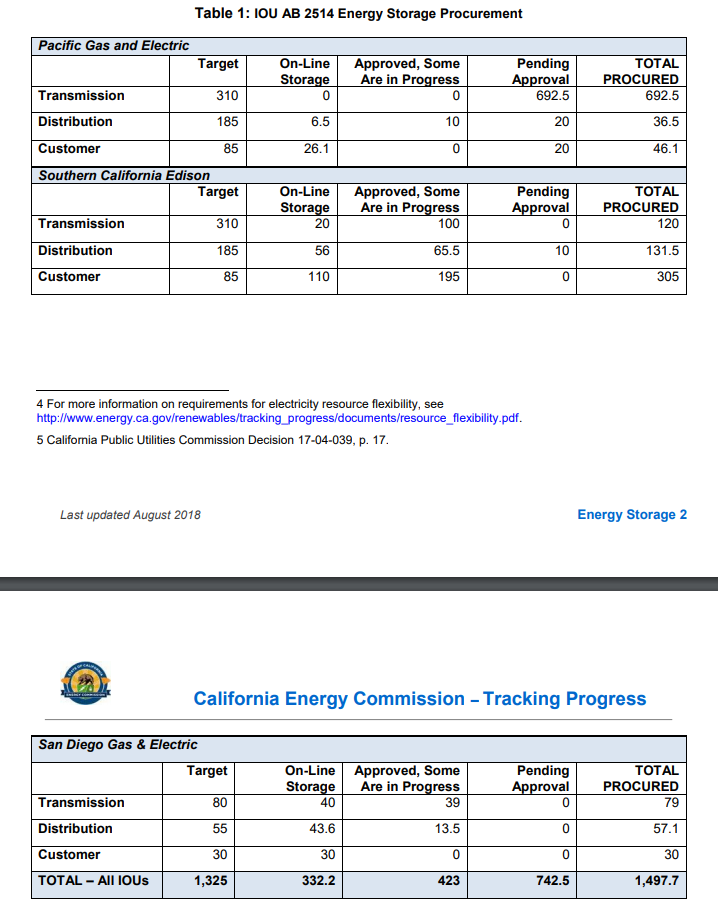 Table 1: IOU AB 2514 Energy Storage Procurement
Pacific Gas and Electric
Target On-Line Storage Approved, Some Are in Progress Pending Approval TOTAL PROCURED
Transmission 310 0 0 692.5 692.5
Distribution 185 6.5 10 20 36.5
Customer 85 26.1 0 20 46.1
Southern California Edison
Target On-Line Storage Approved, Some Are in Progress Pending Approval TOTAL PROCURED
Transmission 310 20 100 0 120
Distribution 185 56 65.5 10 131.5
Customer 85 110 195 0 305
4 For more information on requirements for electricity resource flexibility, see
http://www.energy.ca.gov/renewables/tracking_progress/documents/resource_flexibility.pdf.
5 California Public Utilities Commission Decision 17-04-039, p. 17.
Last updated August 2018 Energy Storage 2
California Energy Commission – Tracking Progress
San Diego Gas & Electric
Target On-Line Storage Approved, Some Are in Progress Pending Approval TOTAL PROCURED
Transmission 80 40 39 0 79
Distribution 55 43.6 13.5 0 57.1
Customer 30 30 0 0 30
TOTAL – All IOUs 1,325 332.2 423 742.5 1,497.7